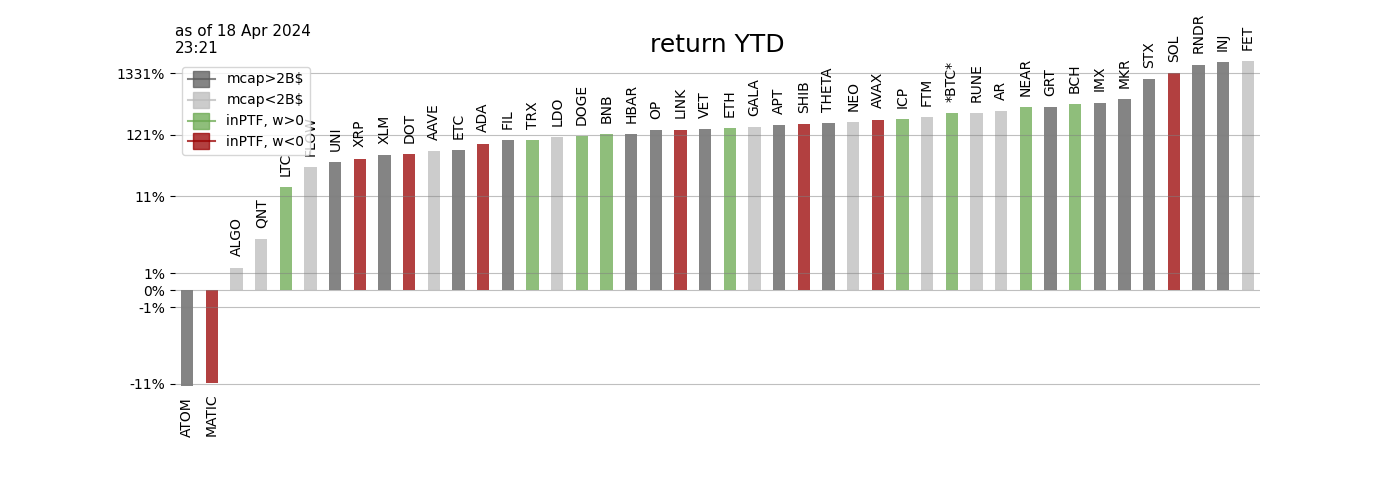 as of 18 Apr 2024
23:21
return YTD
mcap>2B$
mcap<2B$
inPTF, w>0
inPTF, w<0
1331%
121%
11%
1%
0%
-1%
-11%
ATOM
MATIC
ALGO
QNT
LTC
FLOW
UNI
XRP
XLM
DOT
AAVE
ETC
ADA
FIL
TRX
LDO
DOGE
BNB
HBAR
OP
LINK
VET
ETH
GALA
APT
SHIB
THETA
NEO
AVAX
ICP
FTM
*BTC*
RUNE
AR
NEAR
GRT
BCH
IMX
MKR
STX
SOL
RNDR
INJ
FET